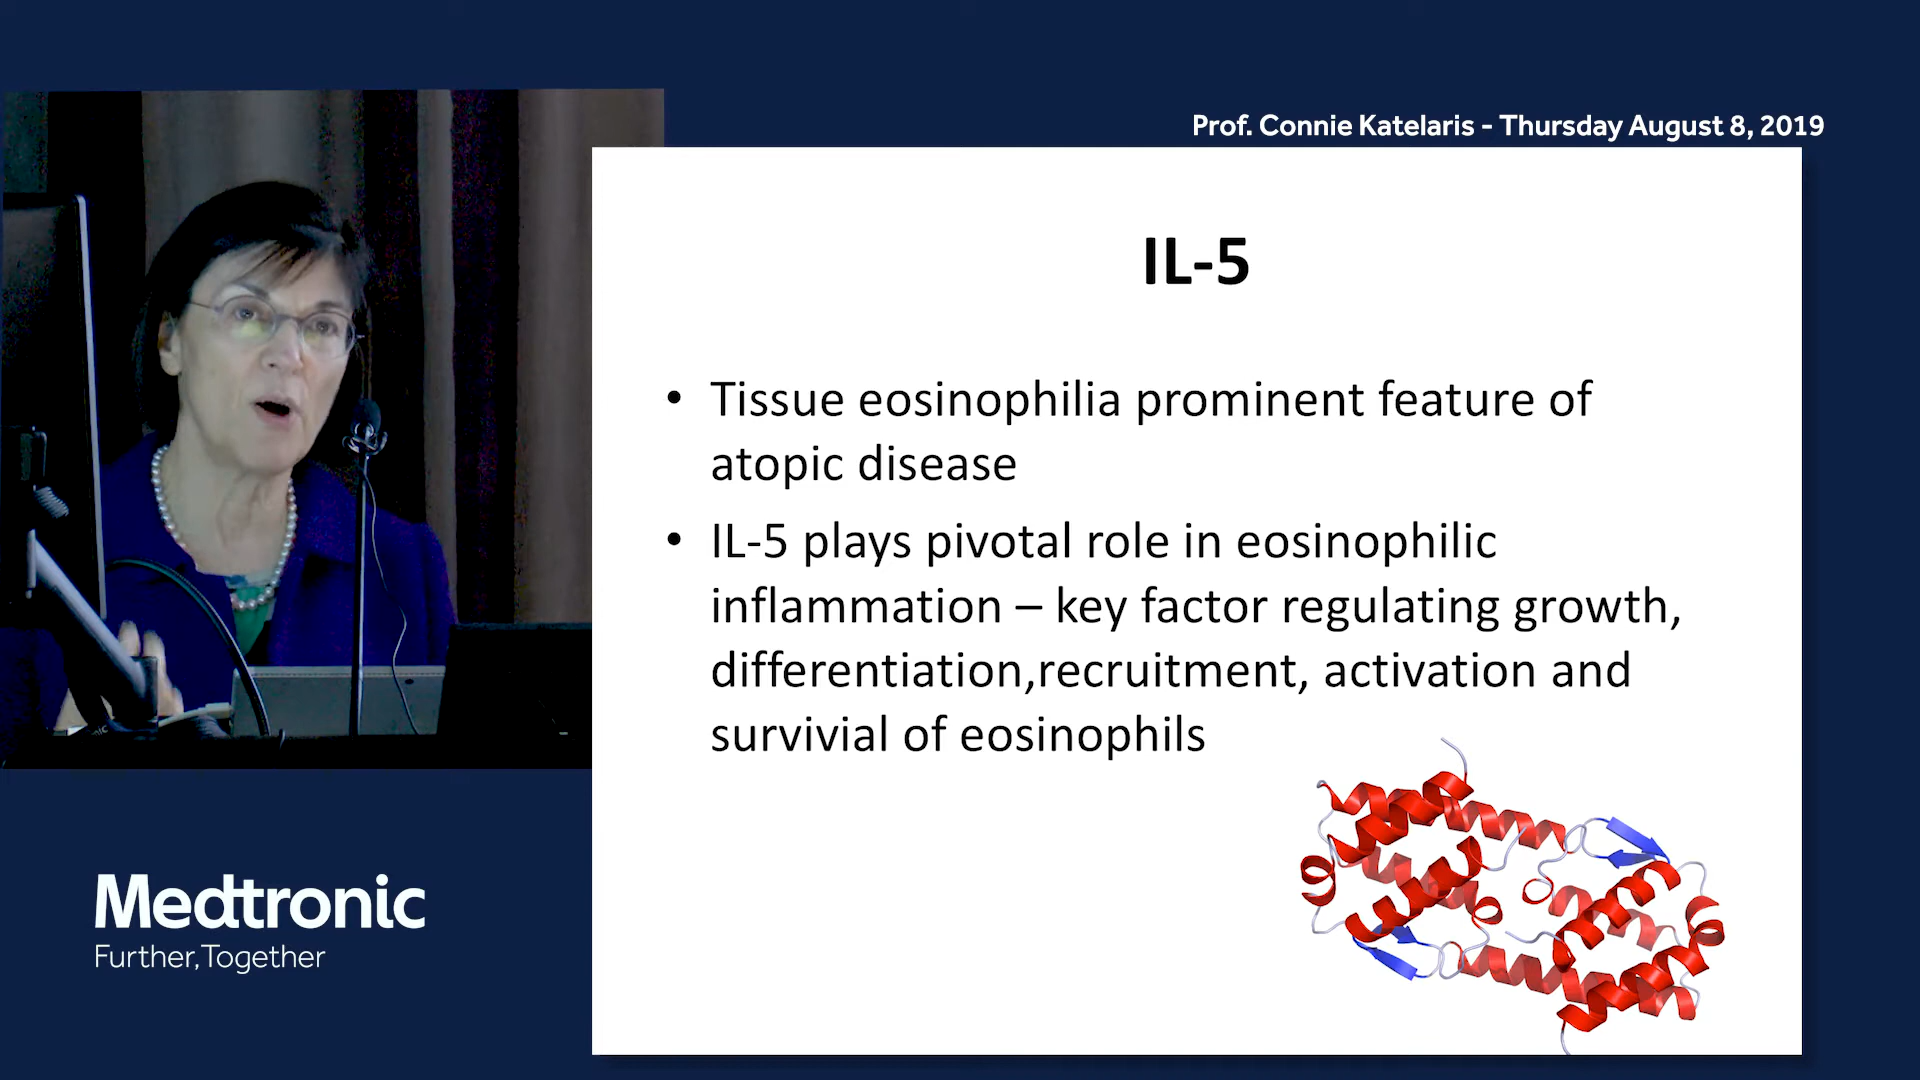 Prof. Connie Katelaris - Thursday August 8, 2019
IL-5
• Tissue eosinophilia prominent feature of
atopic disease
• IL-5 plays pivotal role in eosinophilic
inflammation – key factor regulating growth,
differentiation,recruitment, activation and
survivial of eosinophils
Medtronic
Further,Together